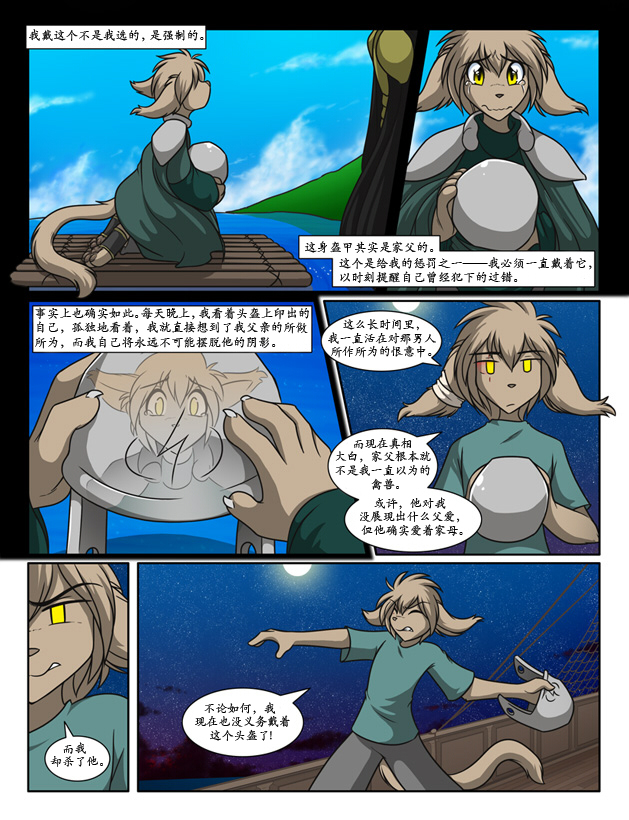 我戴这个不是我选的，是强制的。
这身盔甲其实是家父的。
这个是给我的惩罚之一——我必须一直戴着它，
以时刻提醒自己曾经犯下的过错。
事实上也确实如此。每天晚上，我看着头盔上印出的
自己，孤独地看着，我就直接想到了我父亲的所做
所为，而我自己将永远不可能摆脱他的阴影。
这么长时间里，
我一直活在对那男人
所作所为的恨意中。
而现在真相
大白，家父根本就
不是我一直以为的
禽兽。
或许，他对我
没展现出什么父爱，
但他确实爱着家母。
而我
却杀了他。
不论如何，我
现在也没义务戴着
这个头盔了！